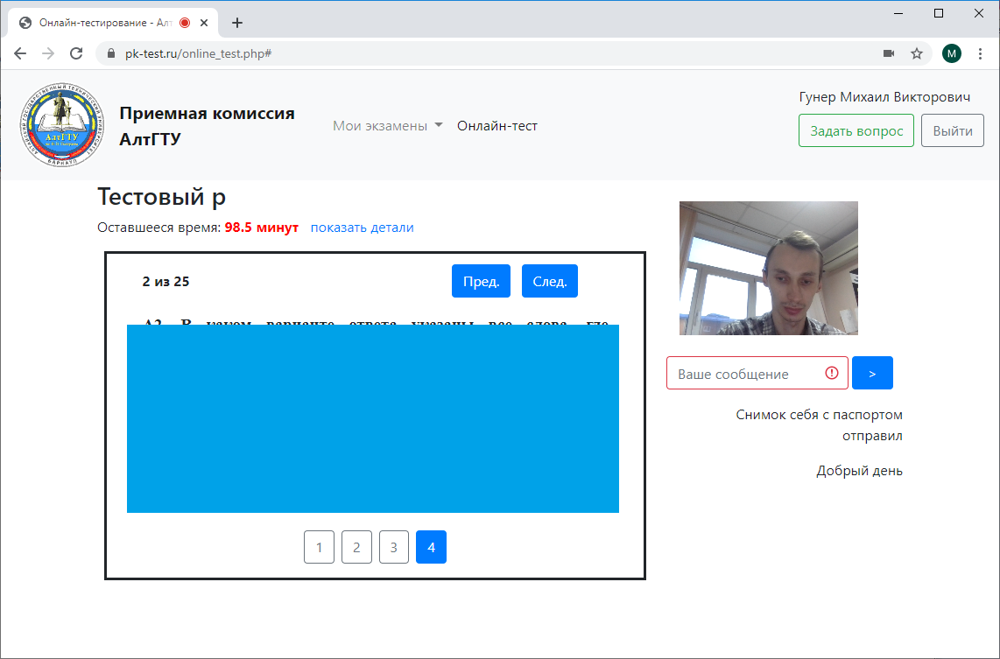 Онлайн-тестирование - Алт
pk-test.ru/online_test.php#
M
АлтГТУ
БАРНАУЛ
Приемная комиссия
АлтГТУ
Мои экзамены
Онлайн-тест
Гунер Михаил Викторович
Задать вопрос
Выйти
Тестовый р
Оставшееся время: 98.5 минут показать детали
2 из 25
Пред.
След.
А2. В каком варианте ответа указаны все слова, где
1
2
3
4
Ваше сообщение
>
Снимок себя с паспортом
отправил
Добрый день